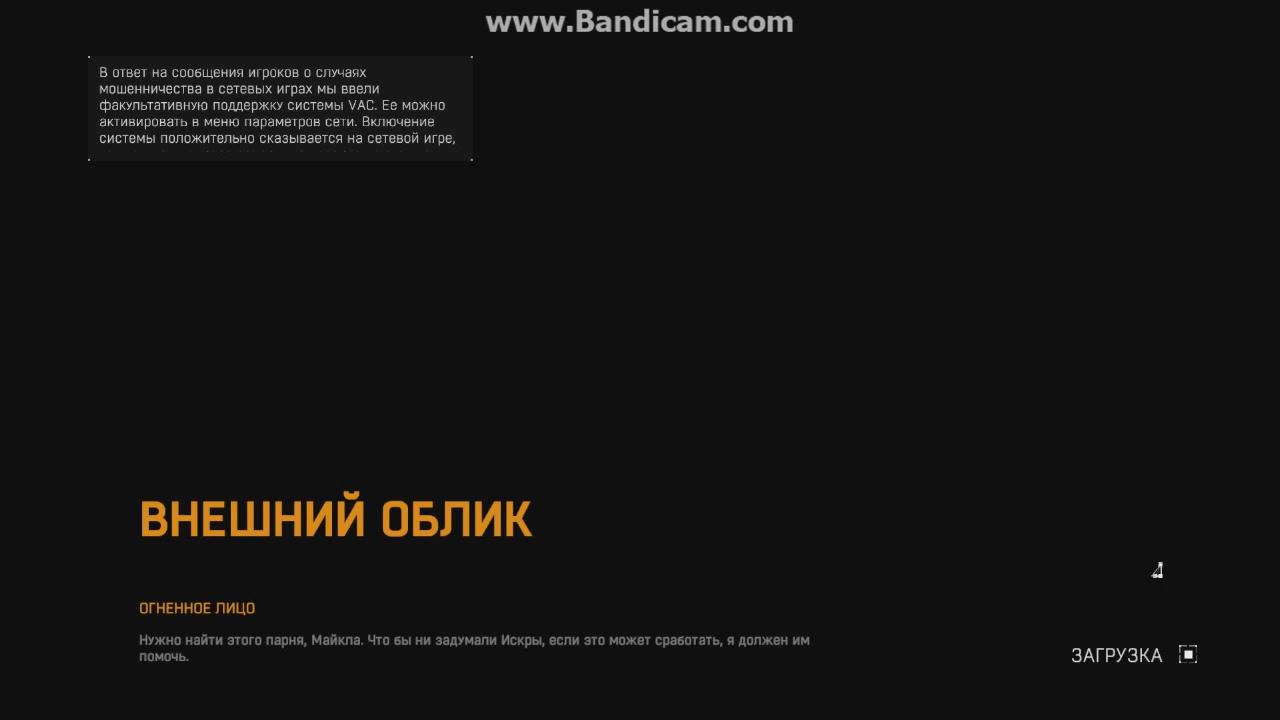 www.Bandicam.com
В ответ на сообщения игроков о случаях
мошенничества в сетевых играх мы ввели
факультативную поддержку системы VAC. Ее можно
активировать в меню параметров сети. Включение
системы положительно сказывается на сетевой игре,
ВНЕШНИЙ ОБЛИК
ОГНЕННОЕ ЛИЦО
Нужно найти этого парня, Майкла. Что бы ни задумали Искры, если это может сработать, я должен им
помочь.
ЗАГРУЗКА